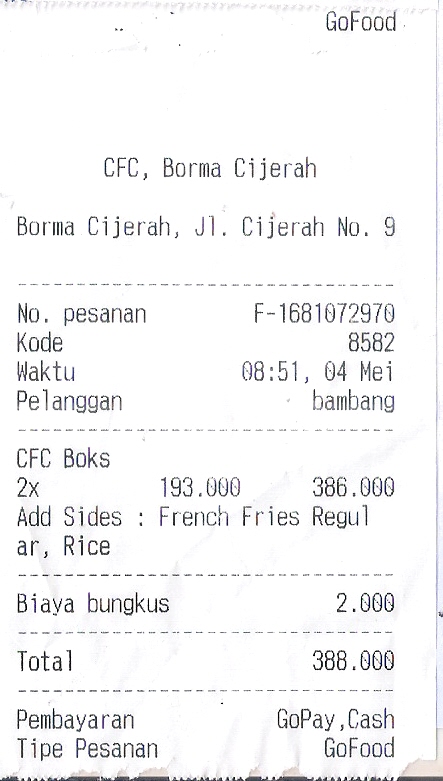 GoFood
CFC, Borma Cijerah
Borma Cijerah, Jl. Cijerah No. 9
No. pesanan F-1681072970
Kode 8582
Waktu 08:51, 04 Mei
Pelanggan bambang
CFC Boks
2x 193.000 386.000
Add Sides : French Fries Regul
ar, Rice
Biaya bungkus 2.000
Total 388.000
Pembayaran GoPay,Cash
Tipe Pesanan GoFood